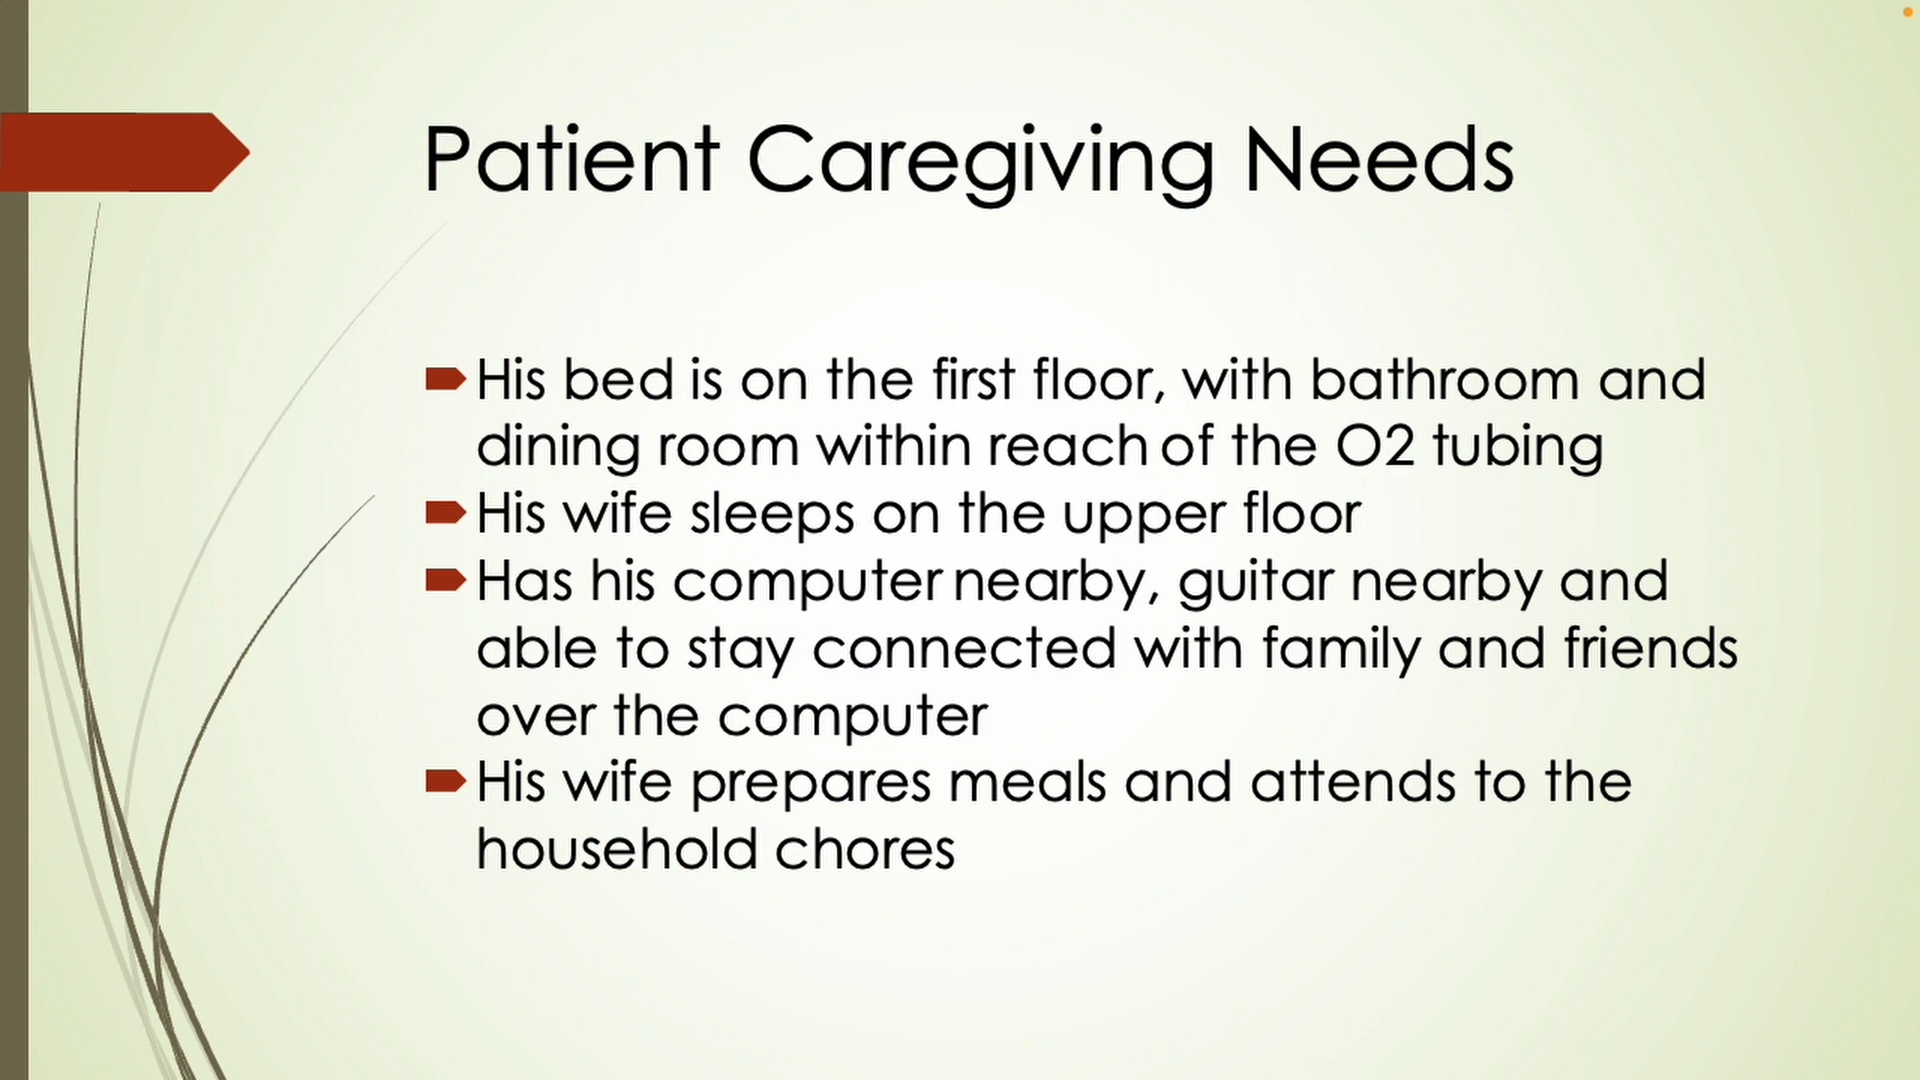 Patient Caregiving Needs
His bed is on the first floor, with bathroom and
dining room within reach of the O2 tubing
His wife sleeps on the upper floor
Has his computer nearby, guitar nearby and
able to stay connected with family and friends
over the computer
His wife prepares meals and attends to the
household chores